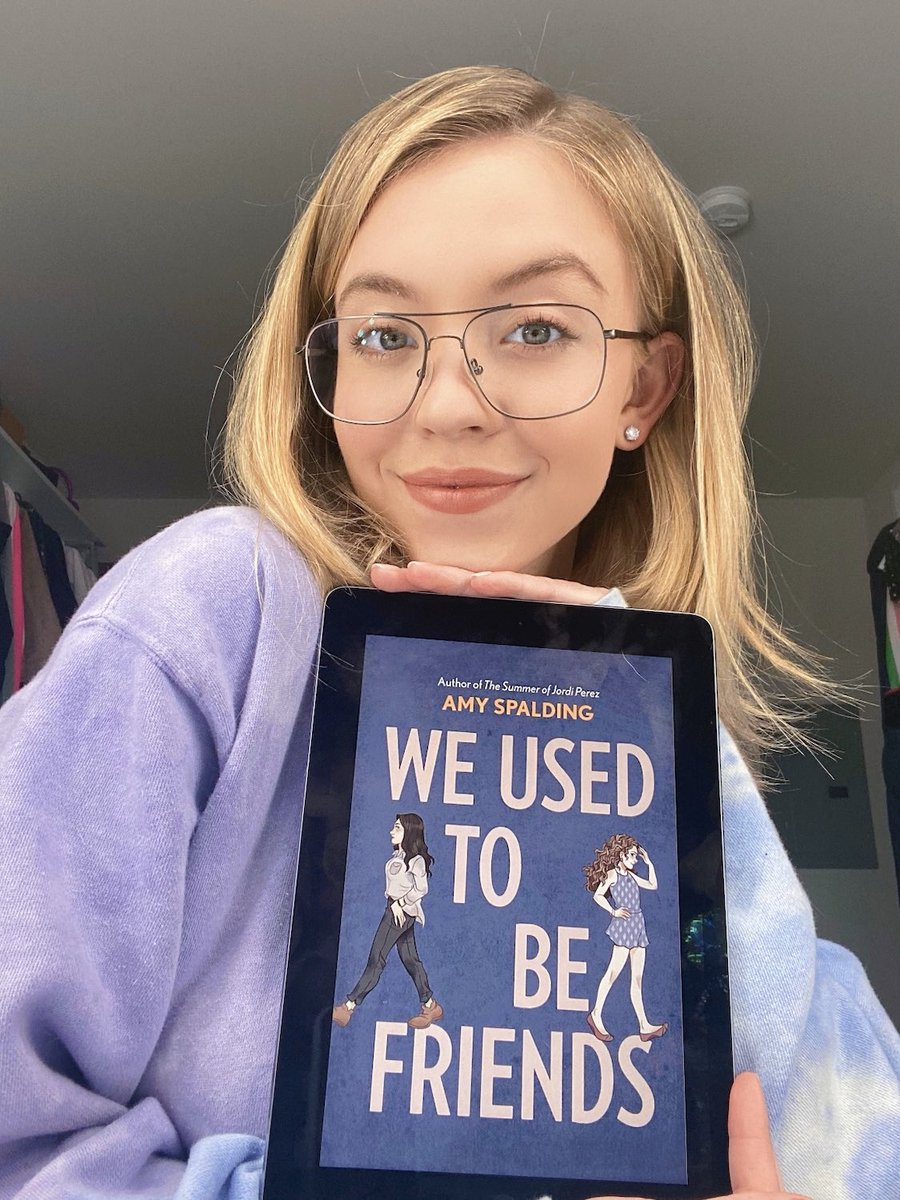 Author of The Summer of Jordi Perez
AMY SPALDING
WE USED
TO
BE
FRIENDS